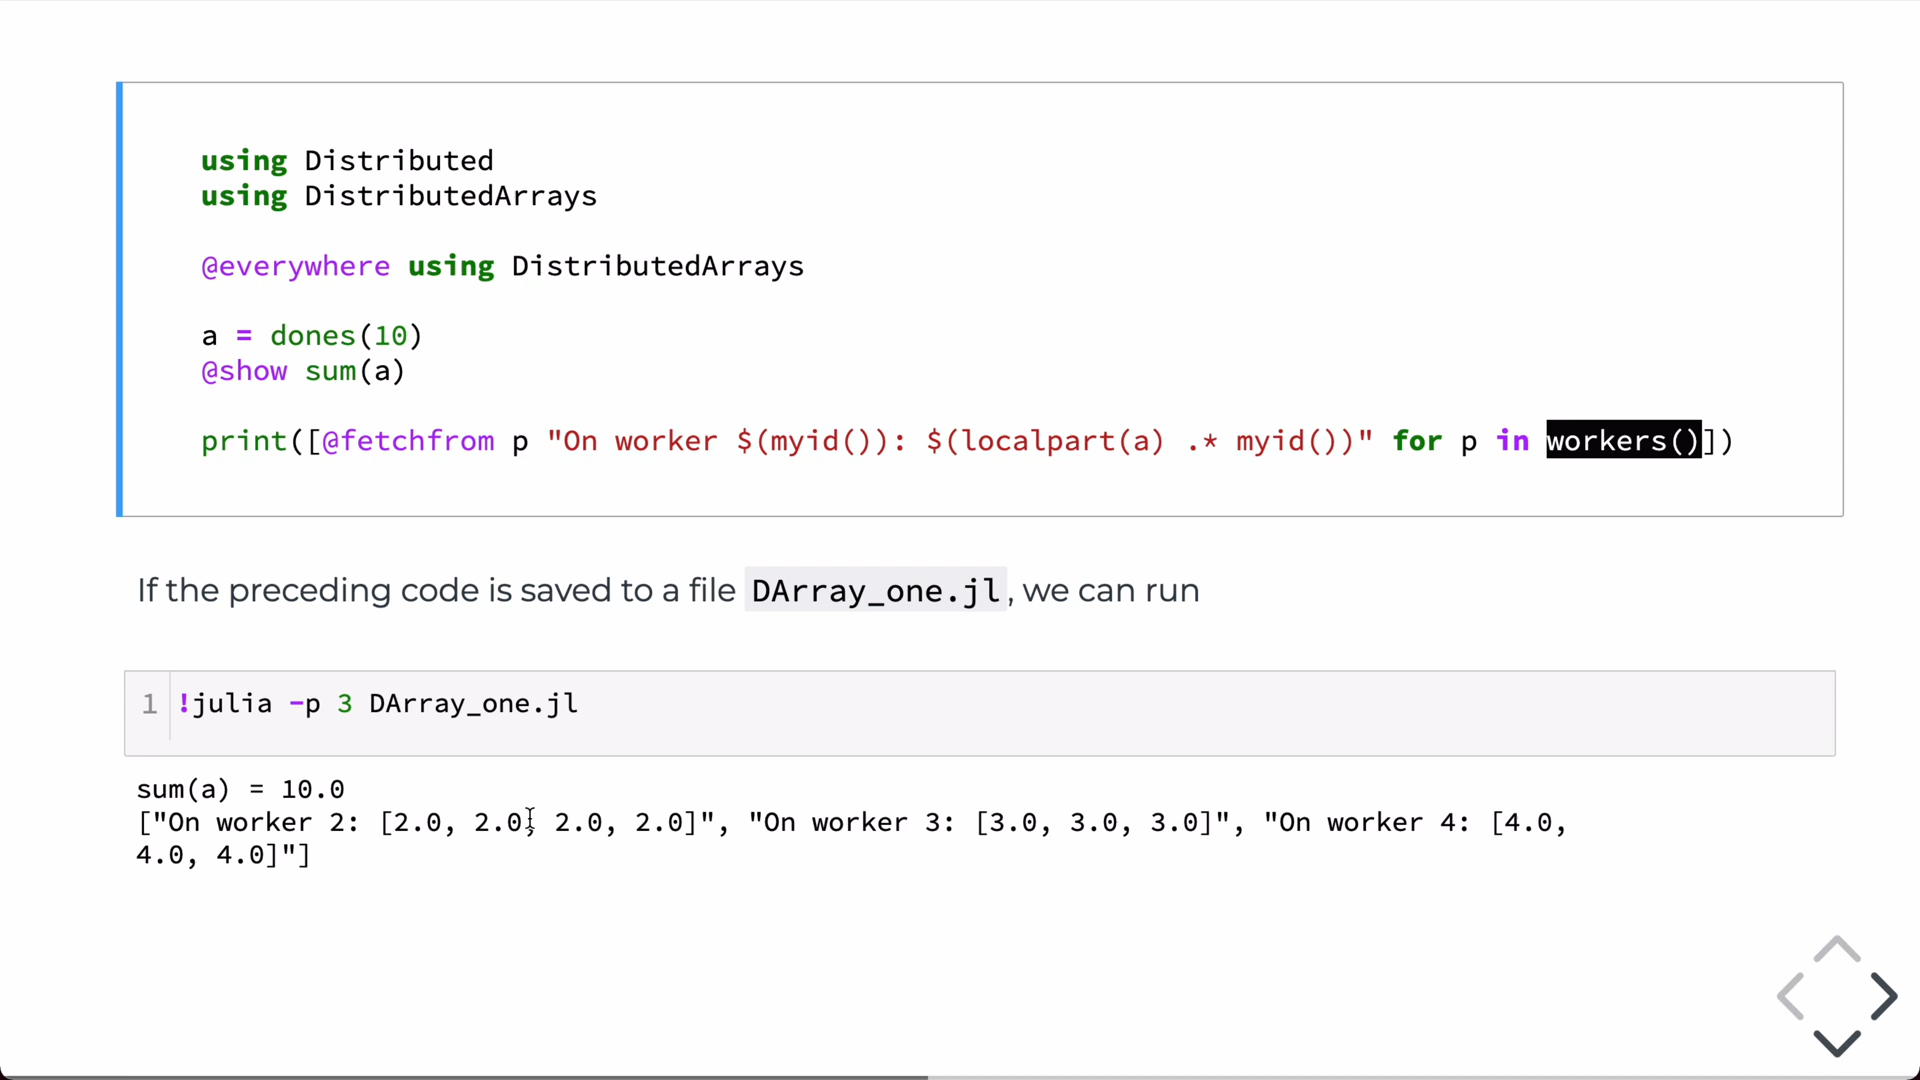 using Distributed
using DistributedArrays
@everywhere using DistributedArrays
a = dones(10)
@show sum(a)
print([@fetchfrom p "On worker $(myid()): $(localpart(a) .* myid())" for p in workers()])
If the preceding code is saved to a file DArray_one.jl, we can run
1 !julia -p 3 DArray_one.jl
sum(a) = 10.0
["On worker 2: [2.0, 2.0, 2.0, 2.0]", "On worker 3: [3.0, 3.0, 3.0]", "On worker 4: [4.0,
4.0, 4.0]"]